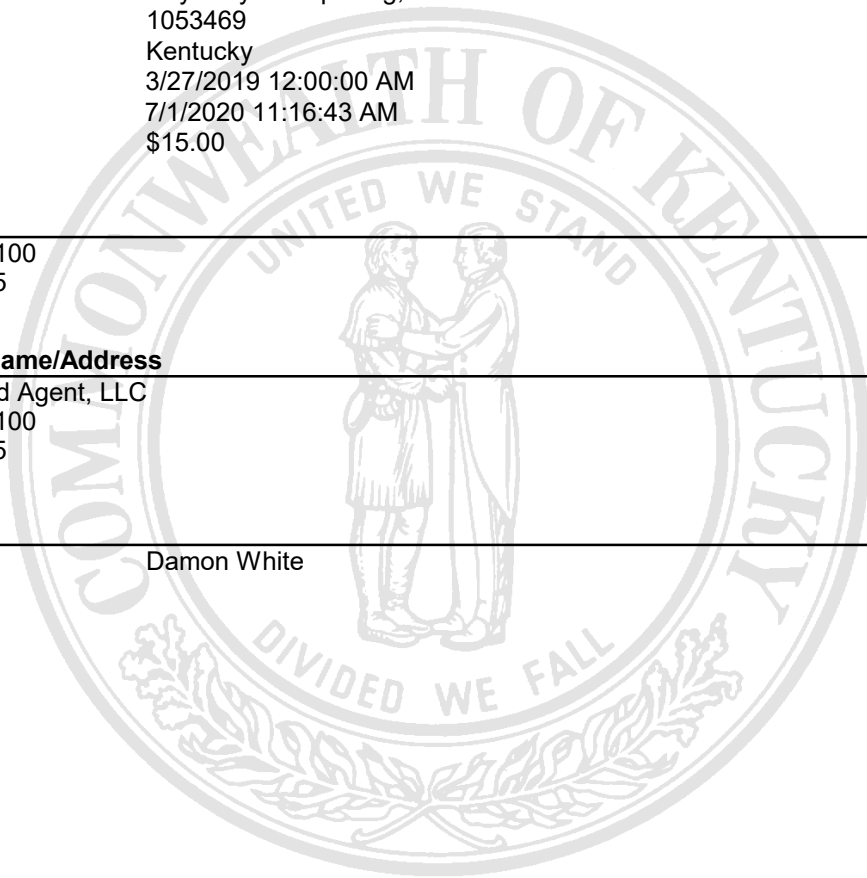 1053469
Kentucky
3/27/2019 12:00:00 AM
7/1/2020 11:16:43 AM
$15.00
COMMONWEALTH OF KENTUCKY
UNITED WE STAND
100
5
ame/Address
d Agent, LLC
100
5
Damon White
DIVIDED WE FALL